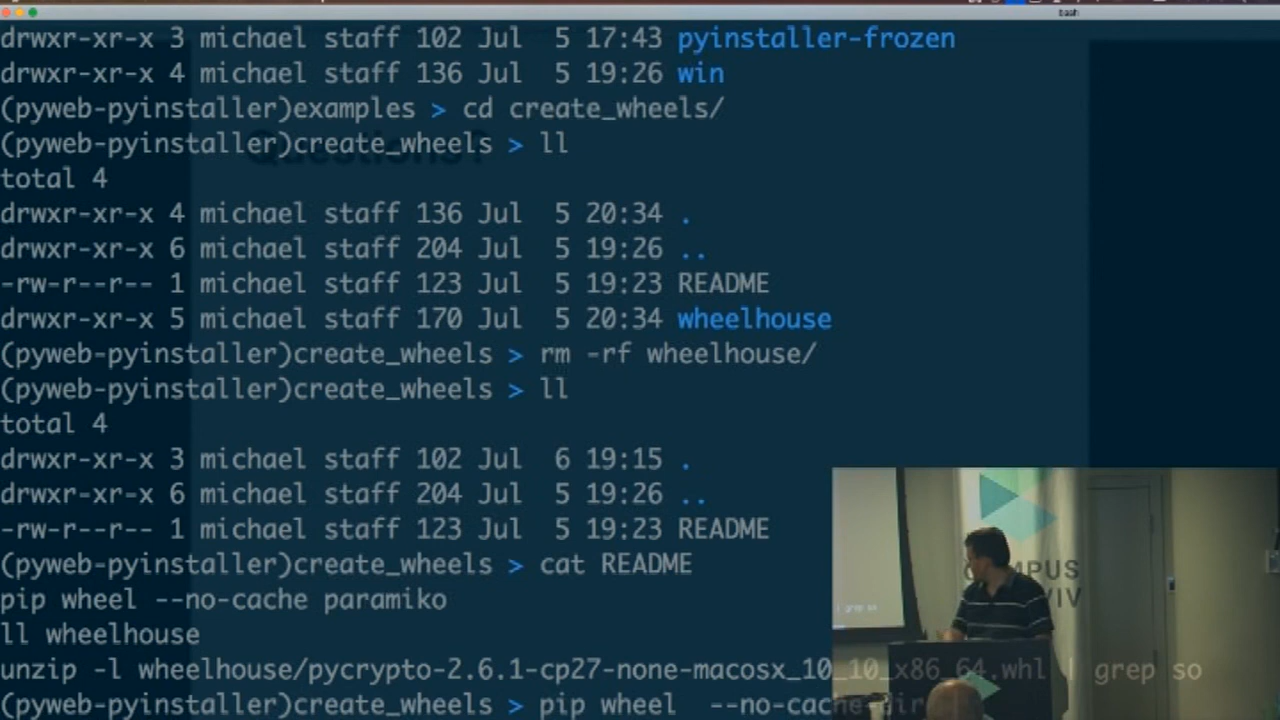 bash
drwxr-xr-x 3 michael staff 102 Jul  5 17:43 pyinstaller-frozen
drwxr-xr-x 4 michael staff 136 Jul  5 19:26 win
(pyweb-pyinstaller)examples > cd create_wheels/
(pyweb-pyinstaller)create_wheels > ll
Questions?
total 4
drwxr-xr-x 4 michael staff 136 Jul  5 20:34 .
drwxr-xr-x 6 michael staff 204 Jul  5 19:26 ..
-rw-r--r-- 1 michael staff 123 Jul  5 19:23 README
drwxr-xr-x 5 michael staff 170 Jul  5 20:34 wheelhouse
(pyweb-pyinstaller)create_wheels > rm -rf wheelhouse/
(pyweb-pyinstaller)create_wheels > ll
total 4
drwxr-xr-x 3 michael staff 102 Jul  6 19:15 .
drwxr-xr-x 6 michael staff 204 Jul  5 19:26 ..
-rw-r--r-- 1 michael staff 123 Jul  5 19:23 README
(pyweb-pyinstaller)create_wheels > cat README
pip wheel --no-cache paramiko
ll wheelhouse
unzip -l wheelhouse/pycrypto-2.6.1-cp27-none-macosx_10_10_x86_64.whl | grep so
(pyweb-pyinstaller)create_wheels > pip wheel  --no-cache-dir
| grep so